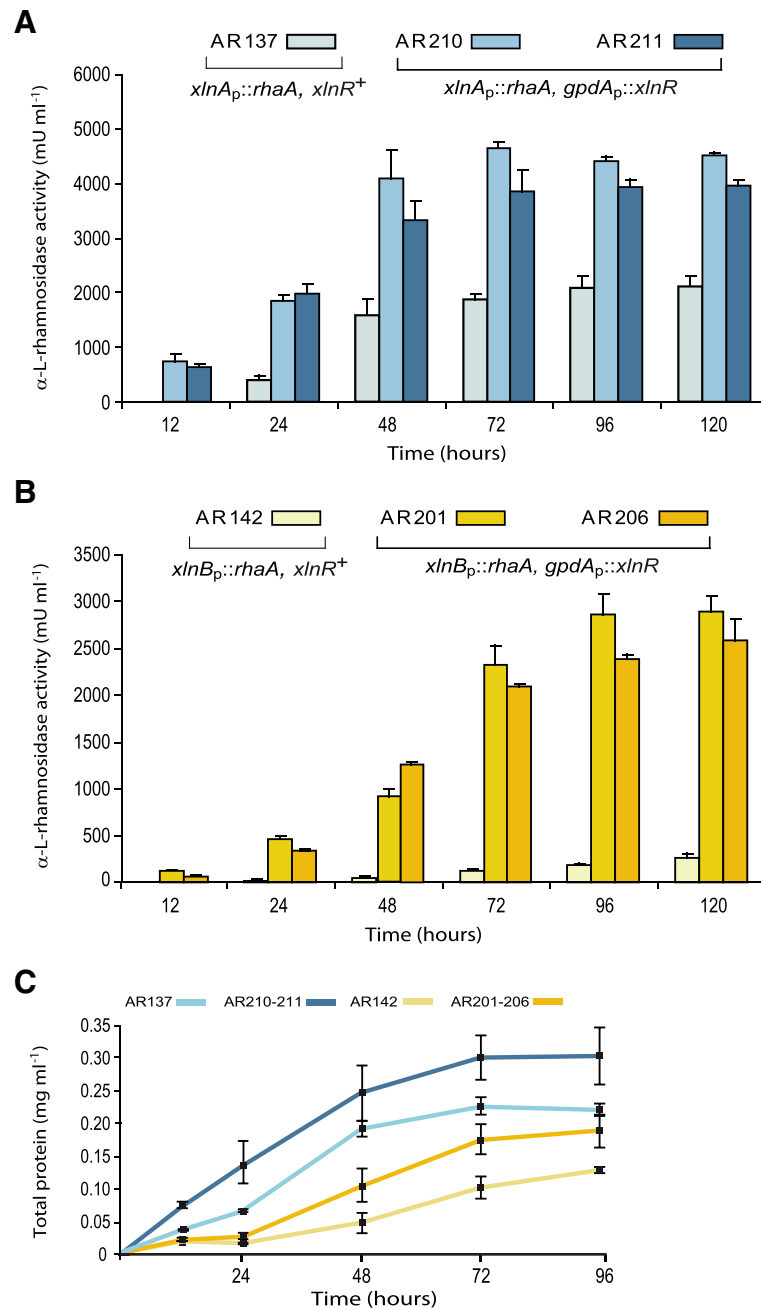 A
AR137 AR210 AR211
xlnAp::rhaA, xlnR+ xlnAp::rhaA, gpdAp::xlnR
α-L-rhamnosidase activity (mU ml-1)
6000
5000
4000
3000
2000
1000
0
12 24 48 72 96 120
Time (hours)
B
AR142 AR201 AR206
xlnBp::rhaA, xlnR+ xlnBp::rhaA, gpdAp::xlnR
α-L-rhamnosidase activity (mU ml-1)
3500
3000
2500
2000
1500
1000
500
0
12 24 48 72 96 120
Time (hours)
C
AR137 AR210-211 AR142 AR201-206
Total protein (mg ml-1)
0.35
0.30
0.25
0.20
0.15
0.10
0.05
0
24 48 72 96
Time (hours)